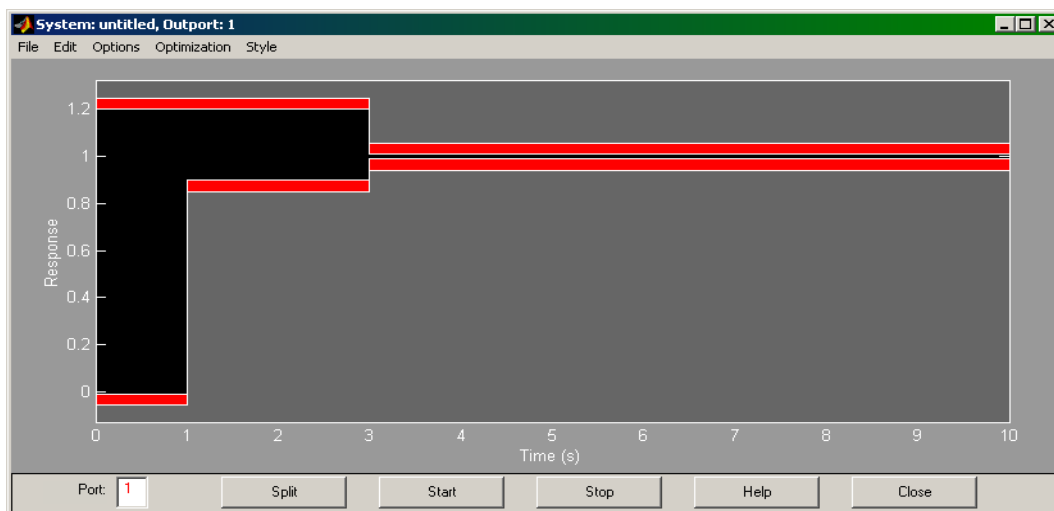 System: untitled, Outport: 1
File Edit Options Optimization Style
1.2
1
0.8
0.6
0.4
0.2
0
Response
0 1 2 3 4 5 6 7 8 9 10
Time (s)
Port: 1 Split Start Stop Help Close